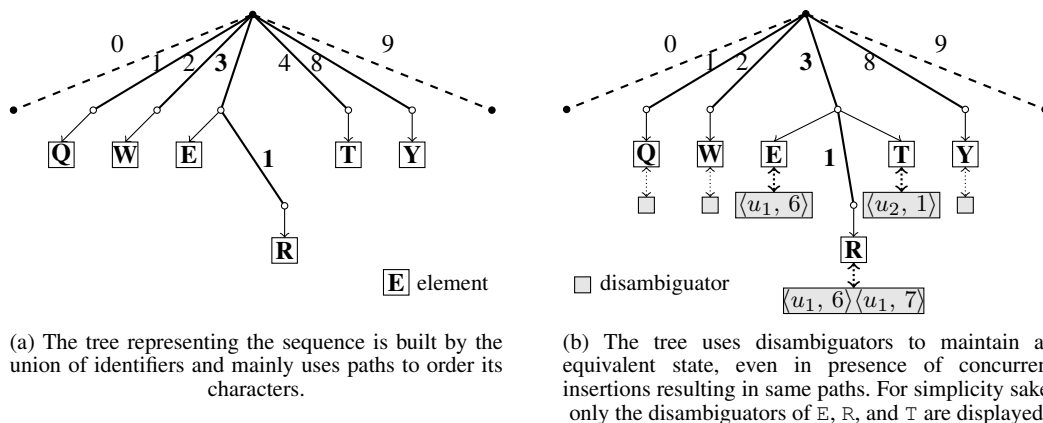 0 1 2 3 4 8 9
Q W E T Y
1
R
E element
(a) The tree representing the sequence is built by the
union of identifiers and mainly uses paths to order its
characters.
0 1 2 3 8 9
Q W E T Y
1
⟨u₁, 6⟩ ⟨u₂, 1⟩
R
disambiguator
⟨u₁, 6⟩⟨u₁, 7⟩
(b) The tree uses disambiguators to maintain a
equivalent state, even in presence of concurren
insertions resulting in same paths. For simplicity sake
only the disambiguators of E, R, and T are displayed